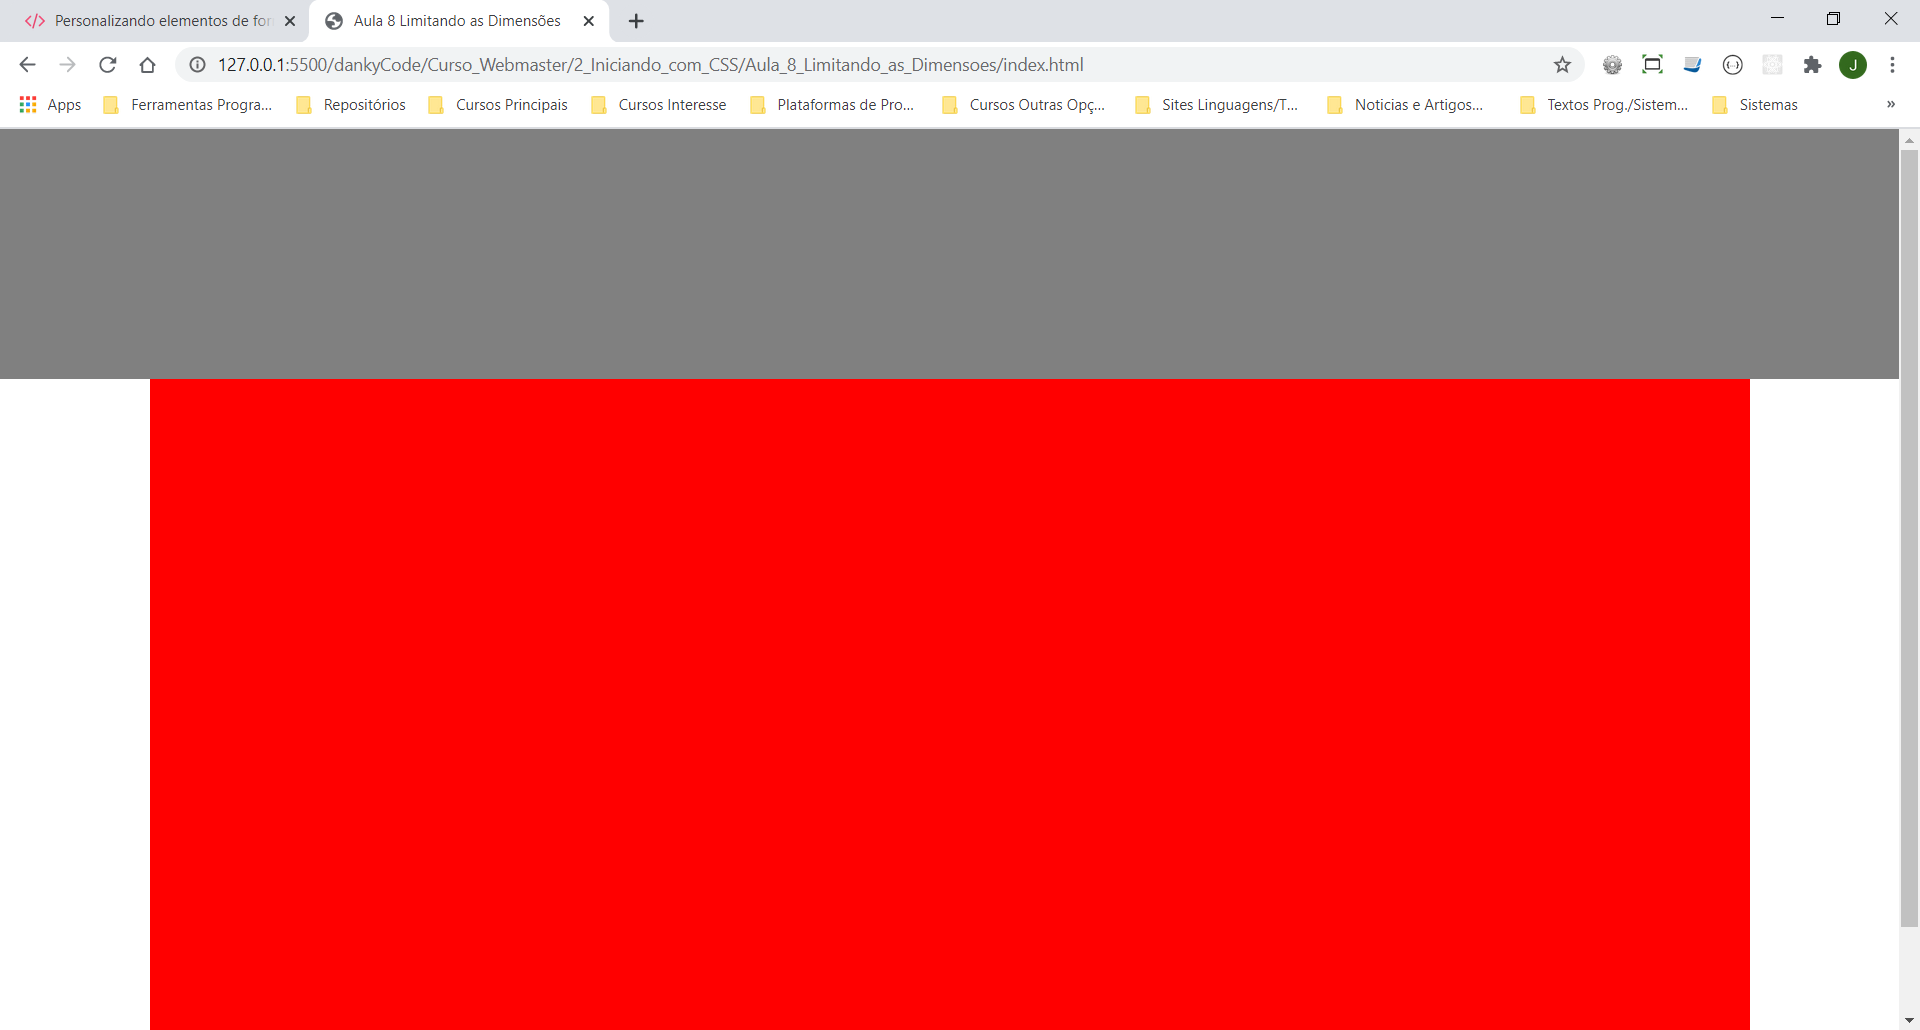 Personalizando elementos de for
Aula 8 Limitando as Dimensões
127.0.0.1:5500/dankyCode/Curso_Webmaster/2_Iniciando_com_CSS/Aula_8_Limitando_as_Dimensoes/index.html
J
Apps Ferramentas Progra... Repositórios Cursos Principais Cursos Interesse Plataformas de Pro... Cursos Outras Opç... Sites Linguagens/T... Noticias e Artigos... Textos Prog./Sistem... Sistemas »